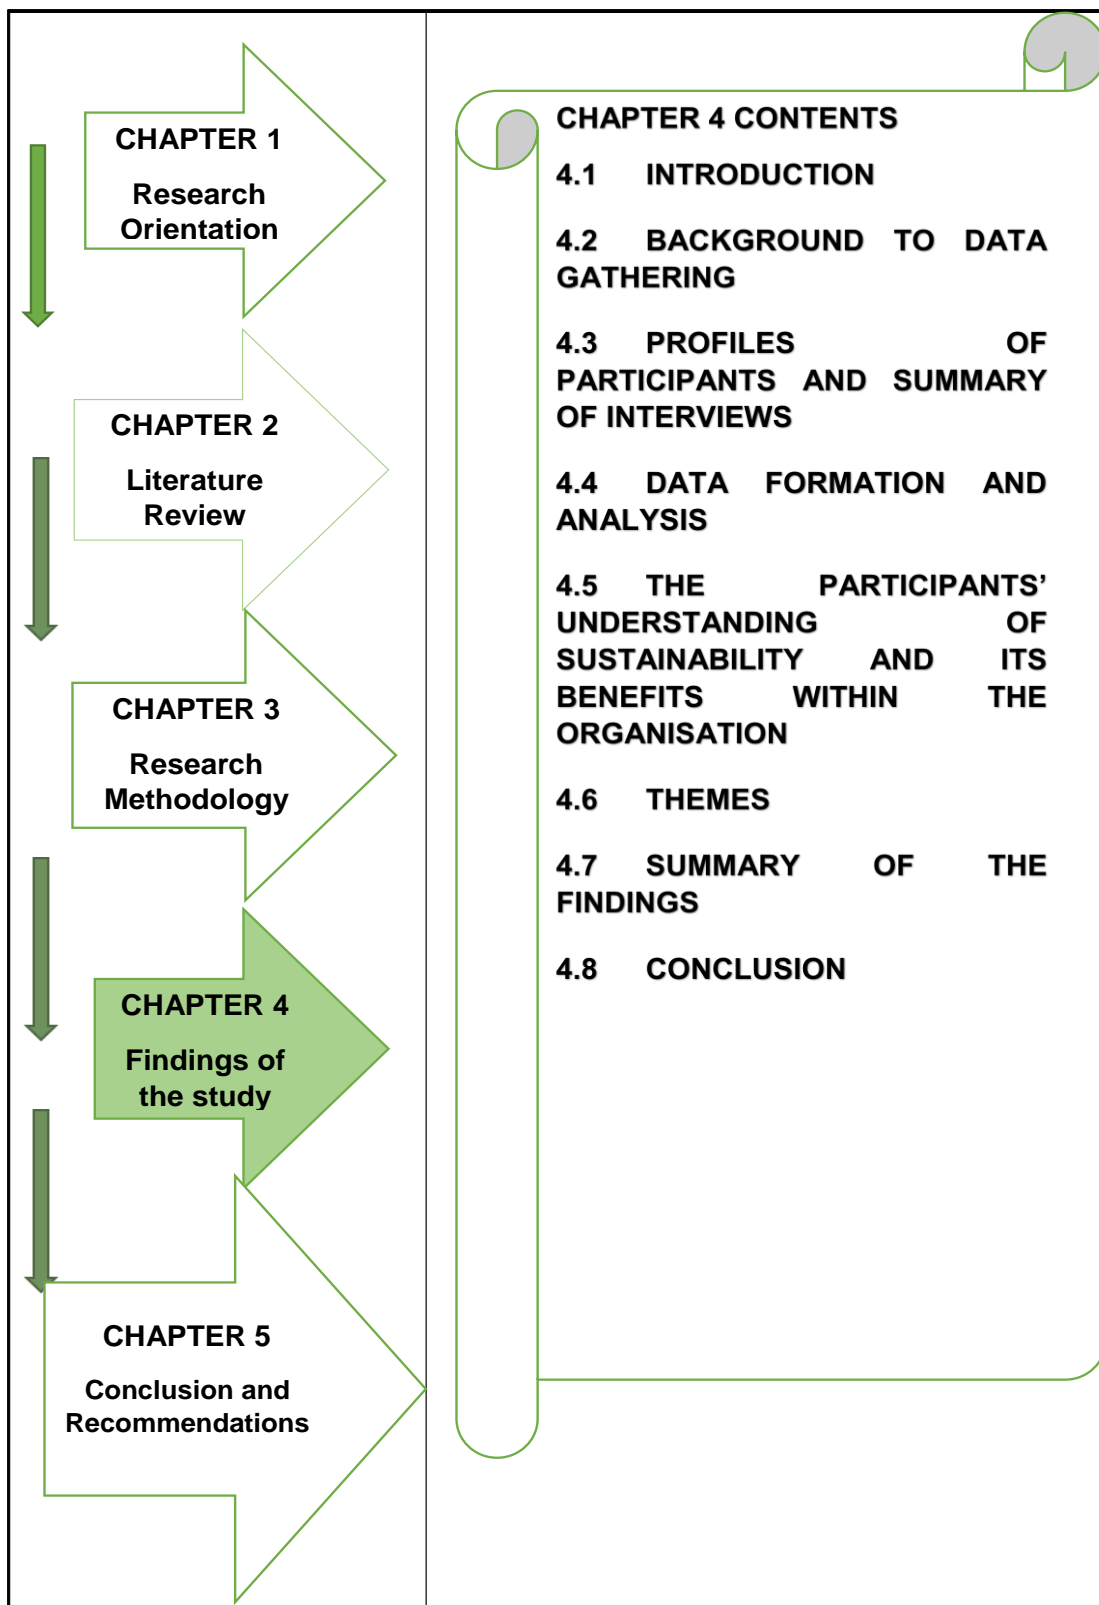 CHAPTER 1
Research
Orientation
CHAPTER 2
Literature
Review
CHAPTER 3
Research
Methodology
CHAPTER 4
Findings of
the study
CHAPTER 5
Conclusion and
Recommendations
CHAPTER 4 CONTENTS
4.1 INTRODUCTION
4.2 BACKGROUND TO DATA
GATHERING
4.3 PROFILES OF
PARTICIPANTS AND SUMMARY
OF INTERVIEWS
4.4 DATA FORMATION AND
ANALYSIS
4.5 THE PARTICIPANTS’
UNDERSTANDING OF
SUSTAINABILITY AND ITS
BENEFITS WITHIN THE
ORGANISATION
4.6 THEMES
4.7 SUMMARY OF THE
FINDINGS
4.8 CONCLUSION